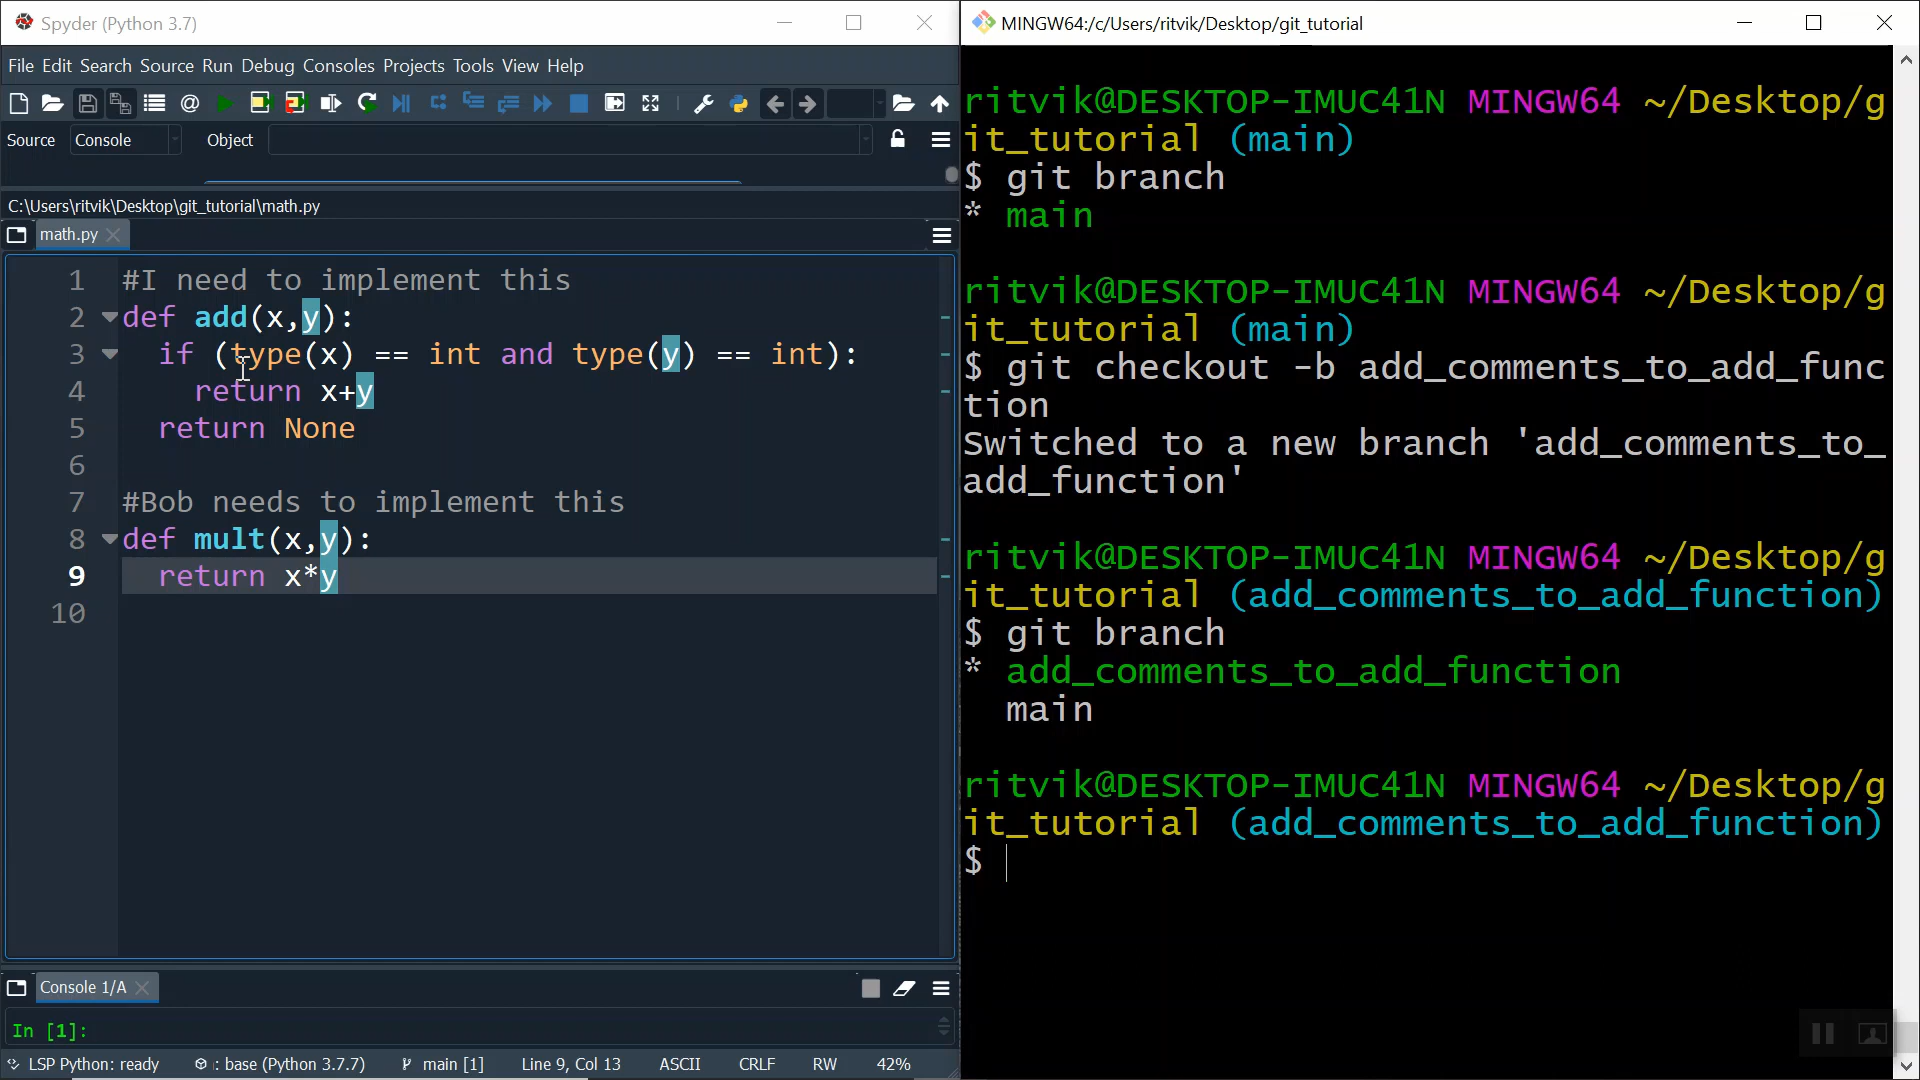 Spyder (Python 3.7)
File Edit Search Source Run Debug Consoles Projects Tools View Help
Source Console Object
C:\Users\ritvik\Desktop\git_tutorial\math.py
math.py
1 #I need to implement this
2 def add(x,y):
3 if (type(x) == int and type(y) == int):
4 return x+y
5 return None
6
7 #Bob needs to implement this
8 def mult(x,y):
9 return x*y
10
Console 1/A
In [1]:
LSP Python: ready : base (Python 3.7.7) main [1] Line 9, Col 13 ASCII CRLF RW 42%
MINGW64:/c/Users/ritvik/Desktop/git_tutorial
ritvik@DESKTOP-IMUC41N MINGW64 ~/Desktop/g
it_tutorial (main)
$ git branch
* main
ritvik@DESKTOP-IMUC41N MINGW64 ~/Desktop/g
it_tutorial (main)
$ git checkout -b add_comments_to_add_func
tion
Switched to a new branch 'add_comments_to_
add_function'
ritvik@DESKTOP-IMUC41N MINGW64 ~/Desktop/g
it_tutorial (add_comments_to_add_function)
$ git branch
* add_comments_to_add_function
main
ritvik@DESKTOP-IMUC41N MINGW64 ~/Desktop/g
it_tutorial (add_comments_to_add_function)
$